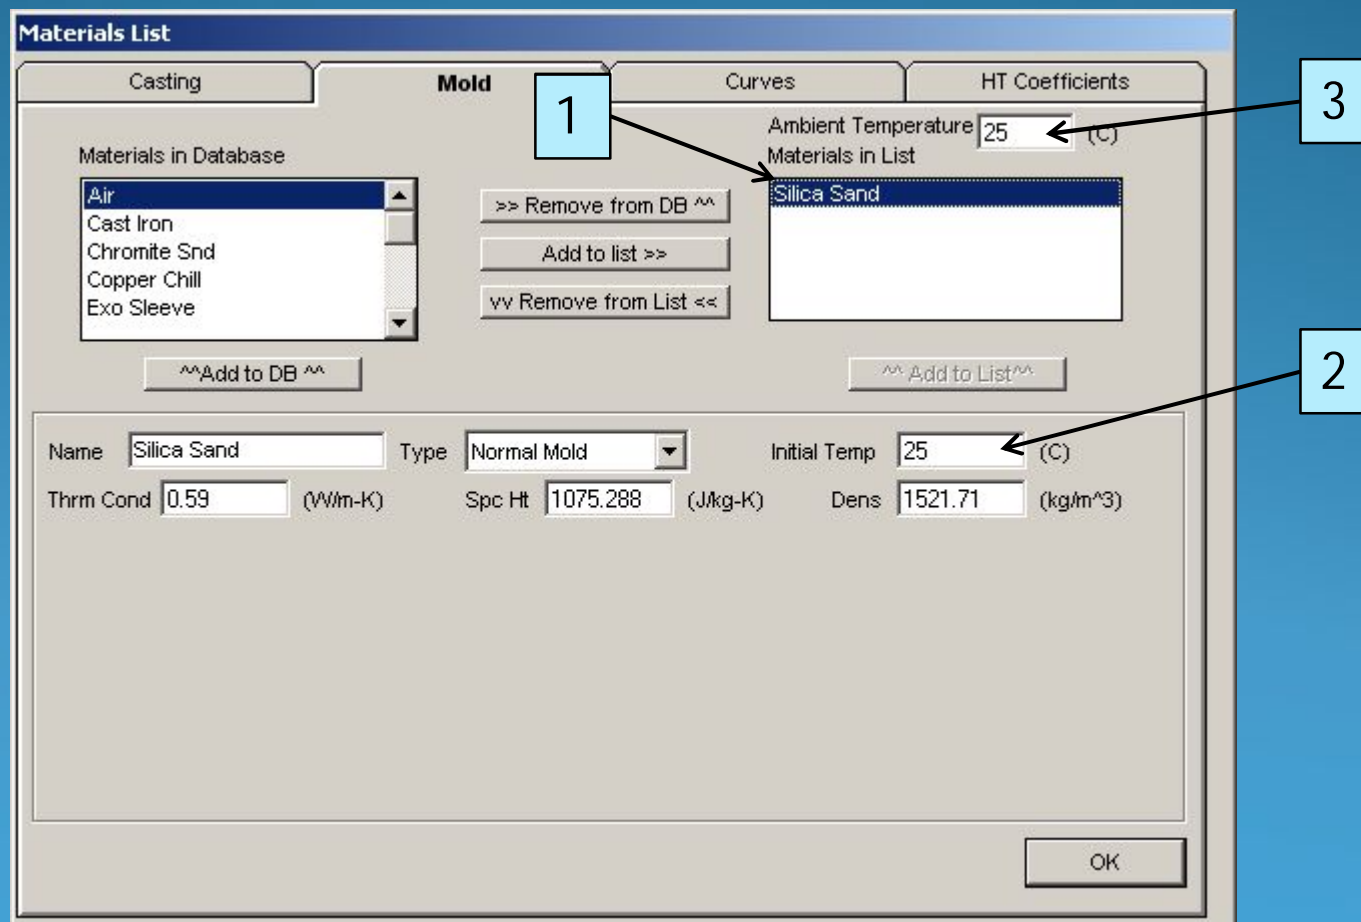 Materials List
Casting
Mold
Curves
HT Coefficients
1
3
Ambient Temperature 25 (C)
Materials in Database
Materials in List
Air
Cast Iron
Chromite Snd
Copper Chill
Exo Sleeve
>> Remove from DB ^^
Add to list >>
vv Remove from List <<
Silica Sand
^^Add to DB ^^
^^ Add to List^^
2
Name Silica Sand Type Normal Mold Initial Temp 25 (C)
Thrm Cond 0.59 (W/m-K) Spc Ht 1075.288 (J/kg-K) Dens 1521.71 (kg/m^3)
OK